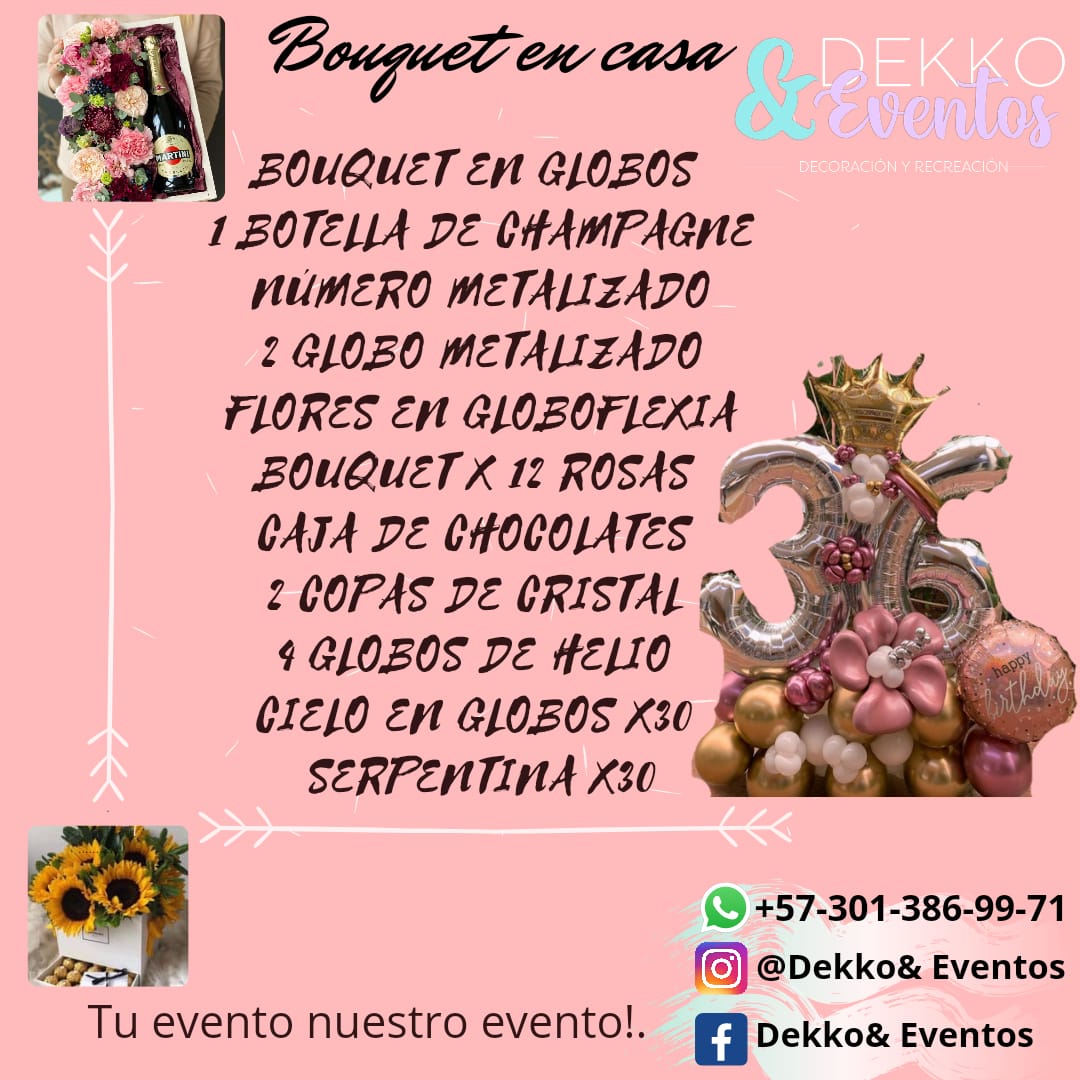 Bouquet en casa
DEKKO
& Eventos
DECORACIÓN Y RECREACIÓN
MARTINI
BOUQUET EN GLOBOS
1 BOTELLA DE CHAMPAGNE
NÚMERO METALIZADO
2 GLOBO METALIZADO
FLORES EN GLOBOFLEXIA
BOUQUET X 12 ROSAS
CAJA DE CHOCOLATES
2 COPAS DE CRISTAL
4 GLOBOS DE HELIO
CIELO EN GLOBOS X30
SERPENTINA X30
36
happy
birthday
+57-301-386-99-71
@Dekko& Eventos
Dekko& Eventos
Tu evento nuestro evento!.